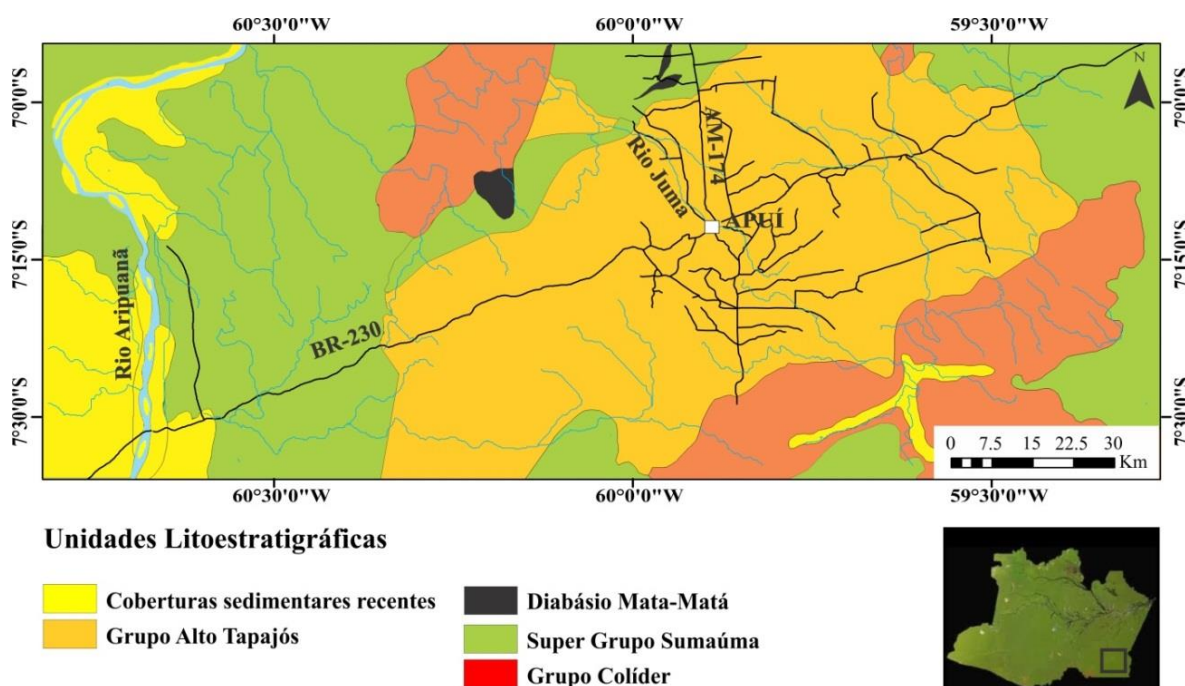 60°30'0"W 60°0'0"W 59°30'0"W
N
7°0'0"S 7°0'0"S
AM-174
Rio Juma
APUÍ
7°15'0"S 7°15'0"S
Rio Aripuanã
BR-230
7°30'0"S 7°30'0"S
0 7.5 15 22.5 30
Km
60°30'0"W 60°0'0"W 59°30'0"W
Unidades Litoestratigráficas
Coberturas sedimentares recentes
Grupo Alto Tapajós
Diabásio Mata-Matá
Super Grupo Sumaúma
Grupo Colíder